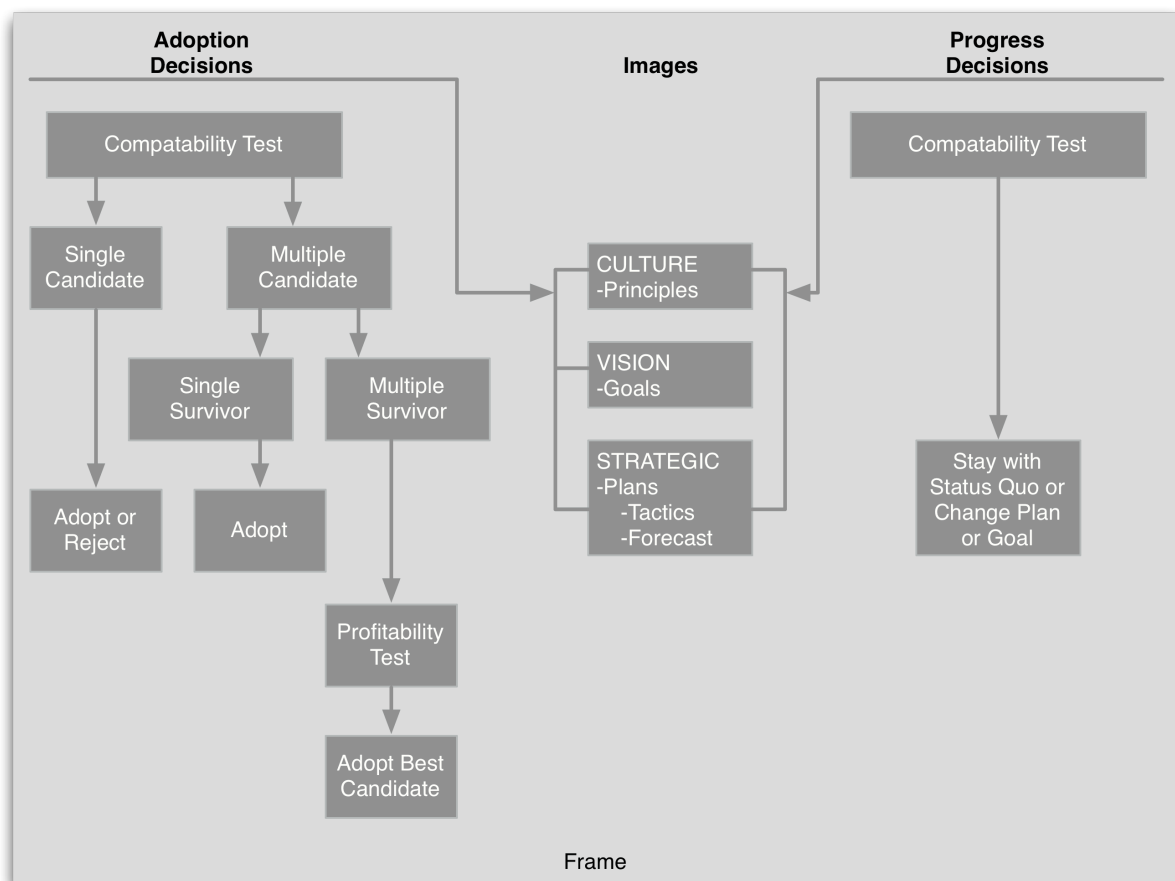 Adoption
Decisions
Images
Progress
Decisions
Compatability Test
Single
Candidate
Multiple
Candidate
Single
Survivor
Multiple
Survivor
Adopt or
Reject
Adopt
Profitability
Test
Adopt Best
Candidate
CULTURE
-Principles
VISION
-Goals
STRATEGIC
-Plans
-Tactics
-Forecast
Compatability Test
Stay with
Status Quo or
Change Plan
or Goal
Frame